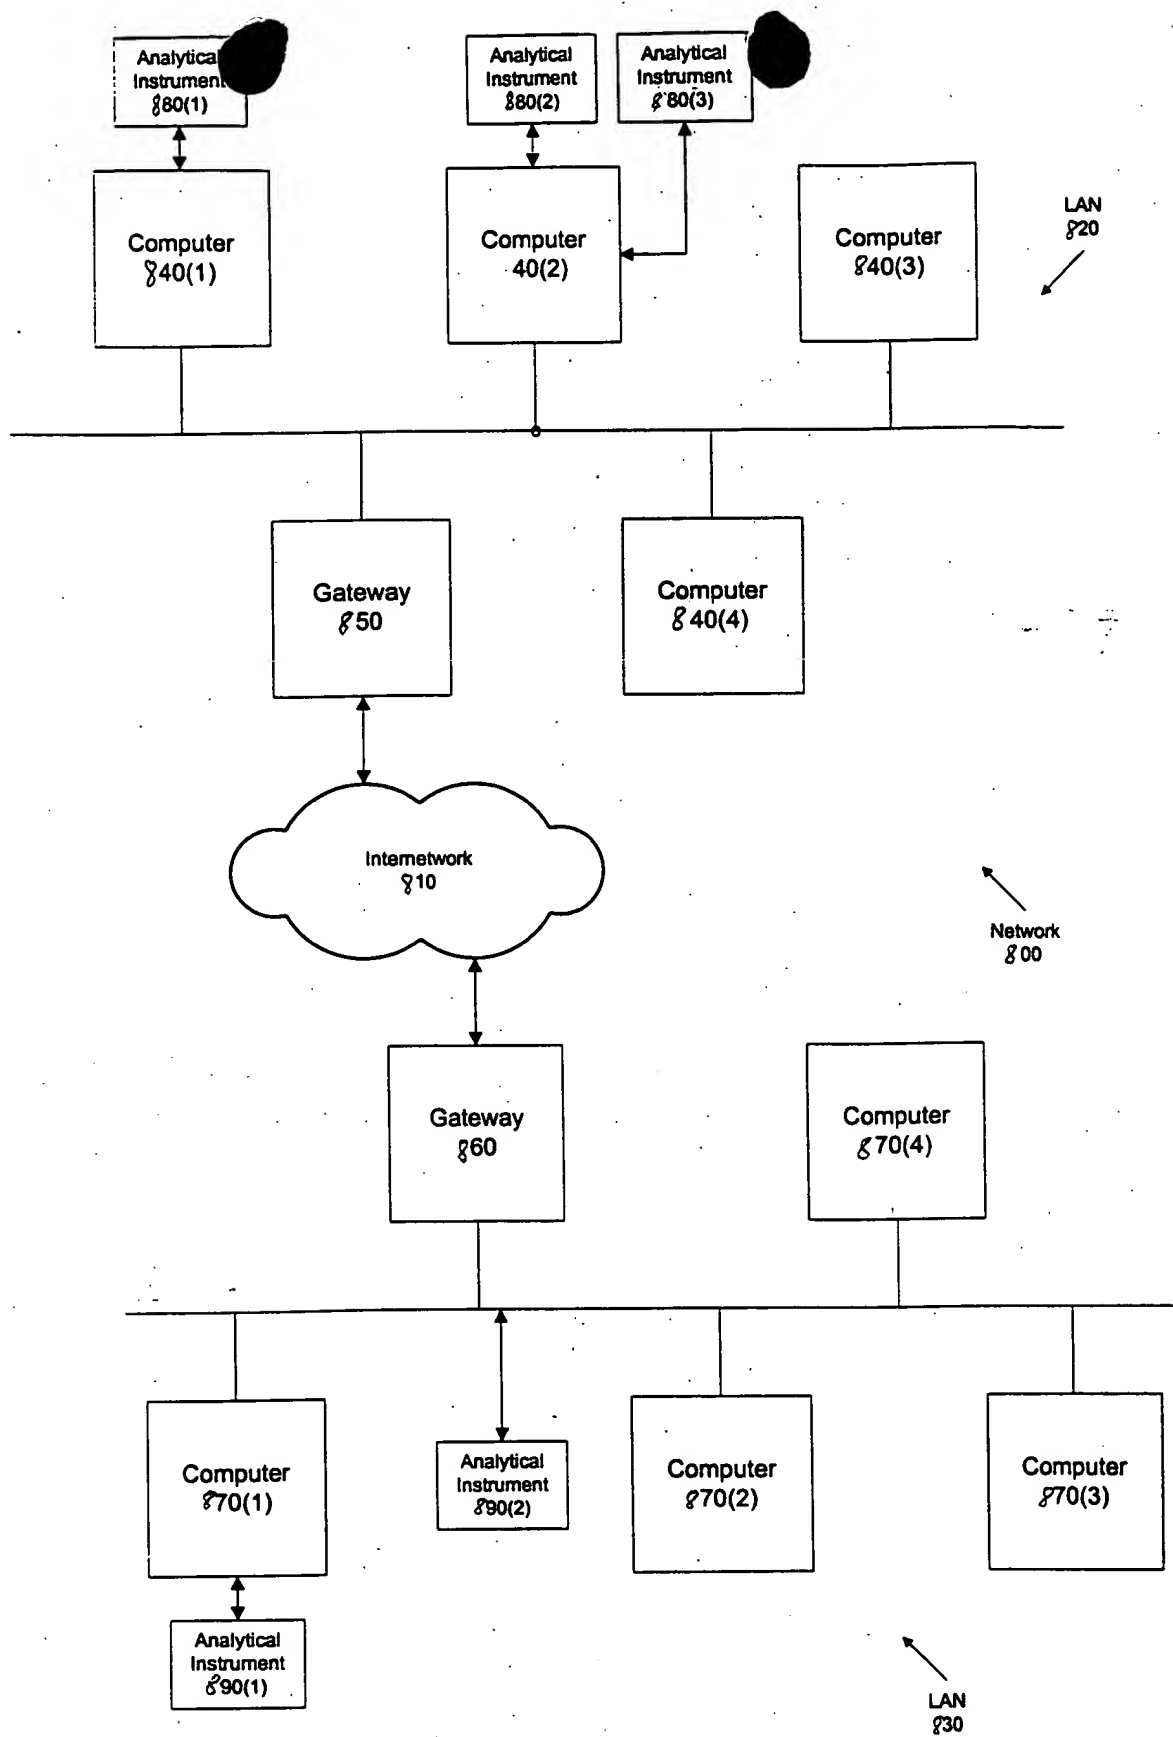 Analytical
Instrument
880(1)
Analytical
Instrument
880(2)
Analytical
Instrument
880(3)
Computer
840(1)
Computer
40(2)
Computer
840(3)
LAN
820
Gateway
850
Computer
840(4)
Internetwork
810
Network
800
Gateway
860
Computer
870(4)
Computer
870(1)
Analytical
Instrument
890(2)
Computer
870(2)
Computer
870(3)
Analytical
Instrument
890(1)
LAN
830